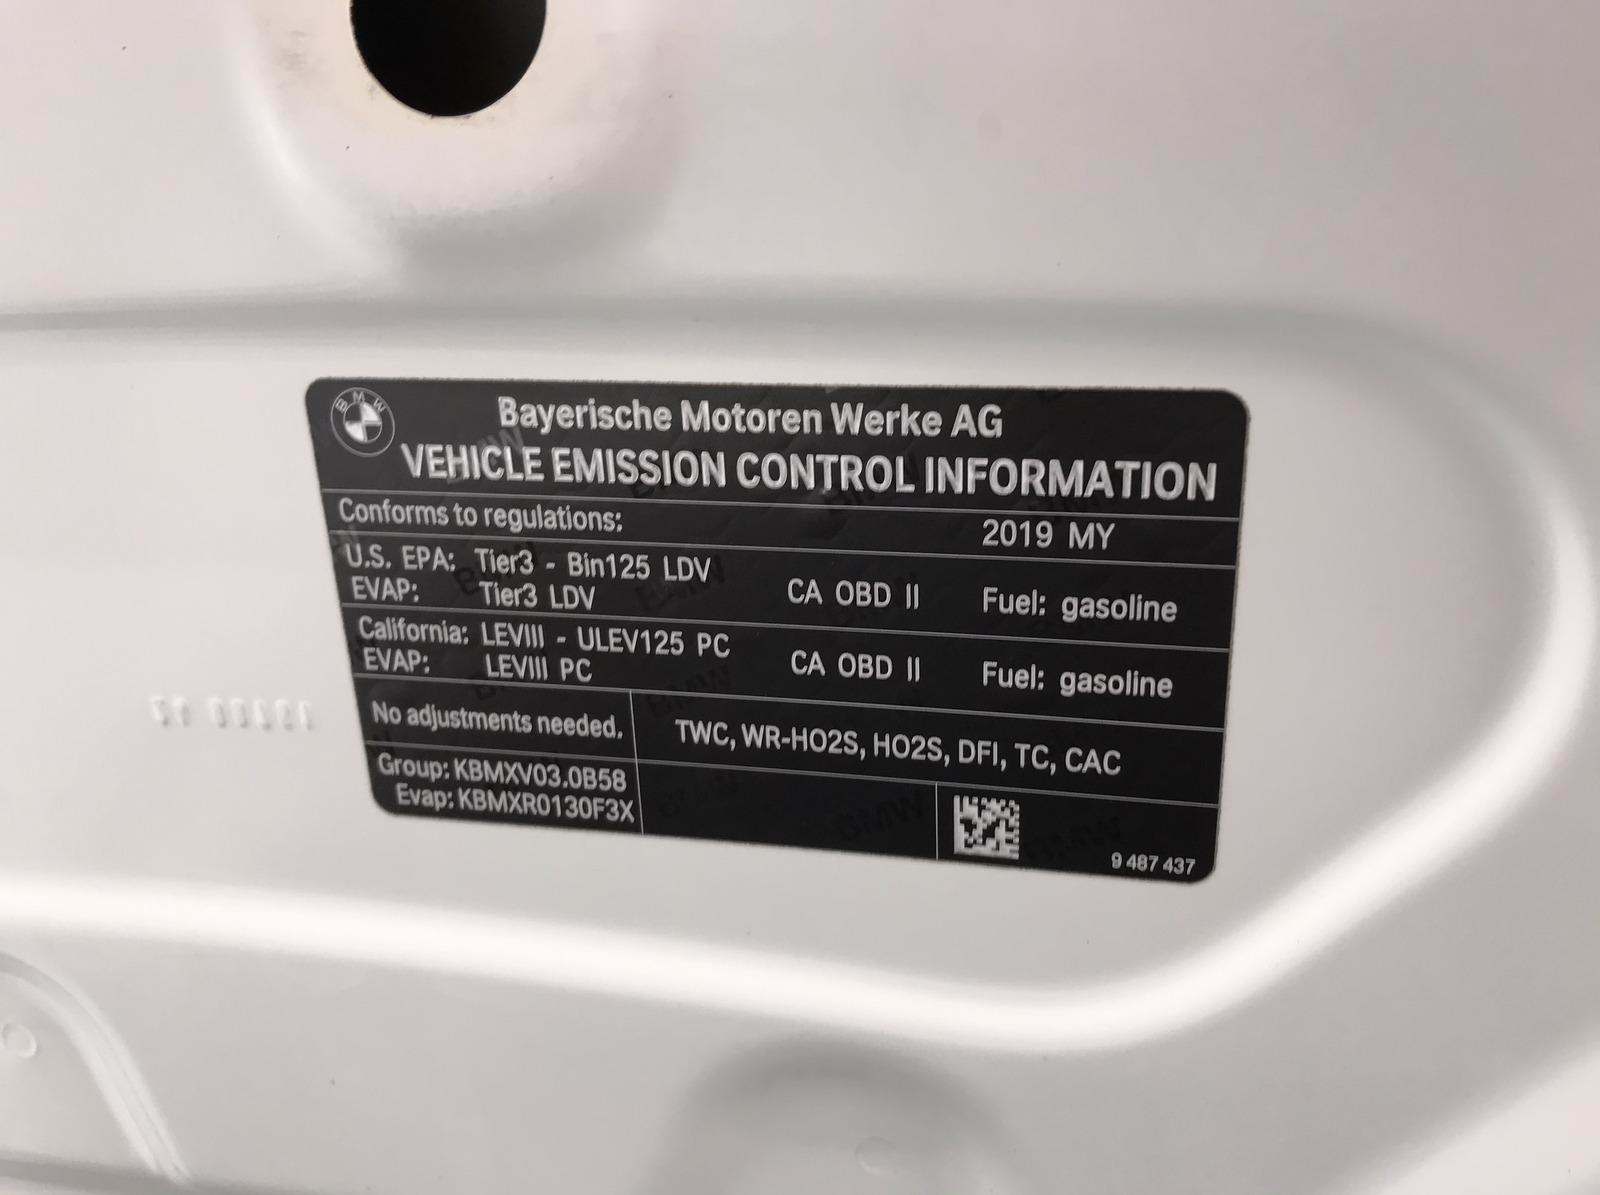 BMW
Bayerische Motoren Werke AG
VEHICLE EMISSION CONTROL INFORMATION
Conforms to regulations: 2019 MY
U.S. EPA: Tier3 - Bin125 LDV
EVAP: Tier3 LDV CA OBD II Fuel: gasoline
California: LEVIII - ULEV125 PC
EVAP: LEVIII PC CA OBD II Fuel: gasoline
No adjustments needed. TWC, WR-HO2S, HO2S, DFI, TC, CAC
Group: KBMXV03.0B58
Evap: KBMXR0130F3X
9 487 437